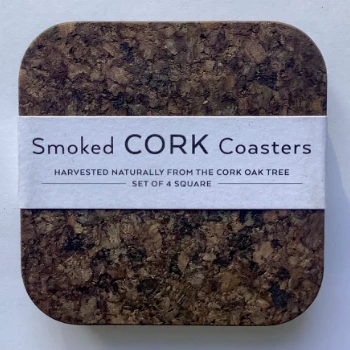 Smoked CORK Coasters
HARVESTED NATURALLY FROM THE CORK OAK TREE
SET OF 4 SQUARE